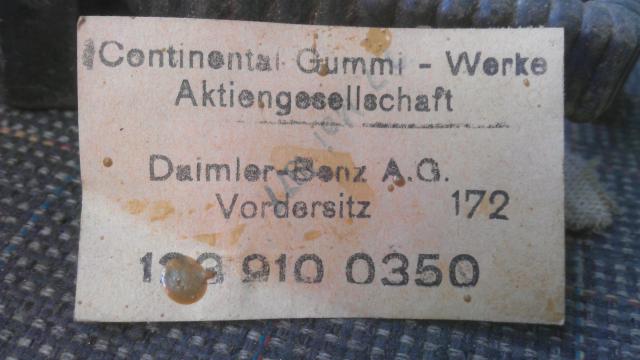 Continental Gummi - Werke
Aktiengesellschaft
Daimler-Benz A.G.
Vordersitz 172
910 0350